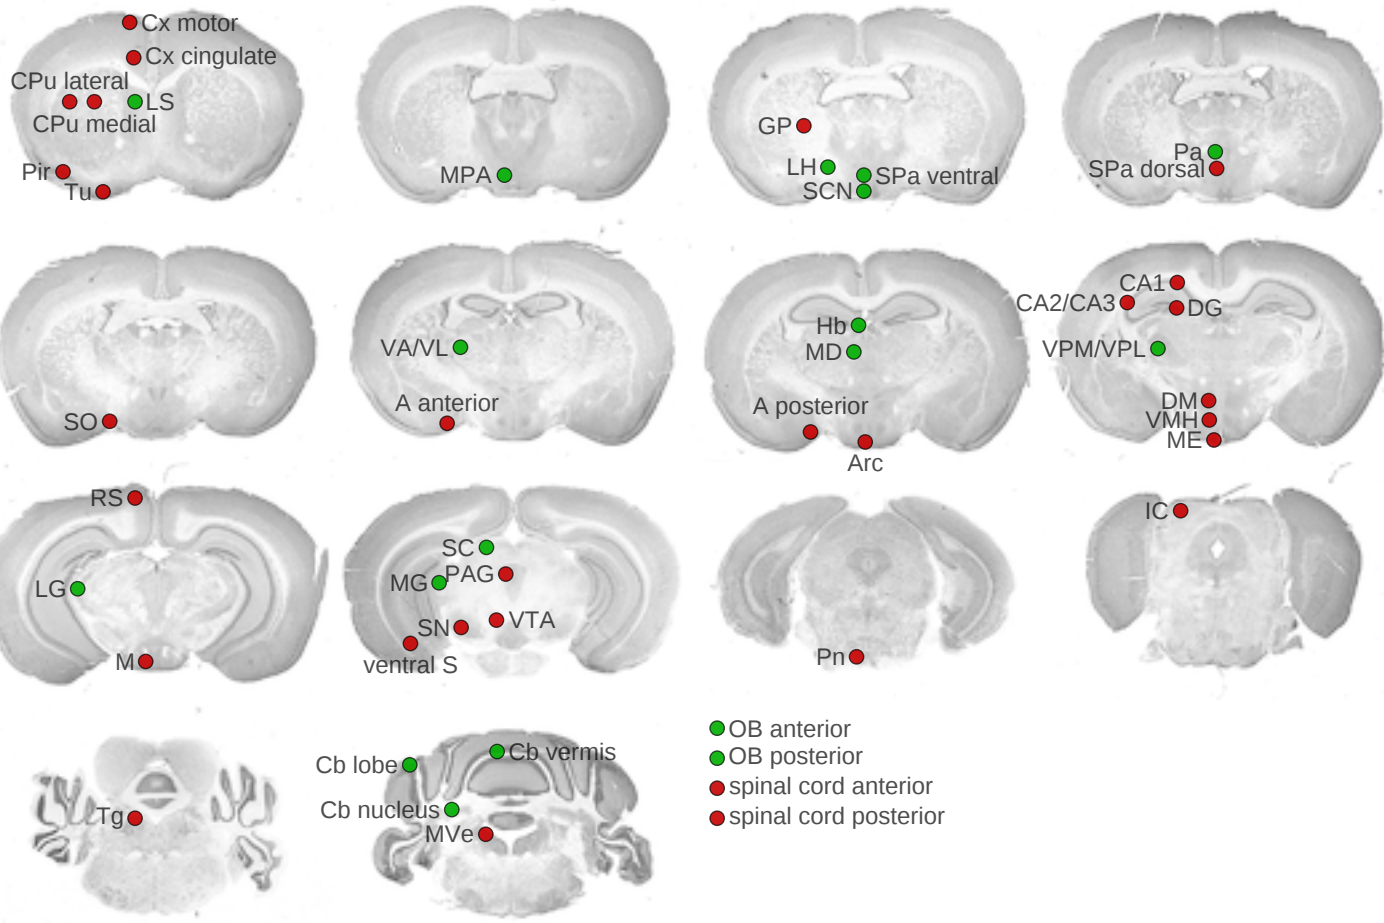 Cx motor
Cx cingulate
CPu lateral
LS
CPu medial
Pir
Tu
MPA
GP
LH
SPa ventral
SCN
Pa
SPa dorsal
SO
VA/VL
A anterior
Hb
MD
A posterior
Arc
CA1
CA2/CA3
DG
VPM/VPL
DM
VMH
ME
RS
LG
M
SC
PAG
MG
VTA
SN
ventral S
Pn
IC
Tg
Cb vermis
Cb lobe
Cb nucleus
MVe
OB anterior
OB posterior
spinal cord anterior
spinal cord posterior